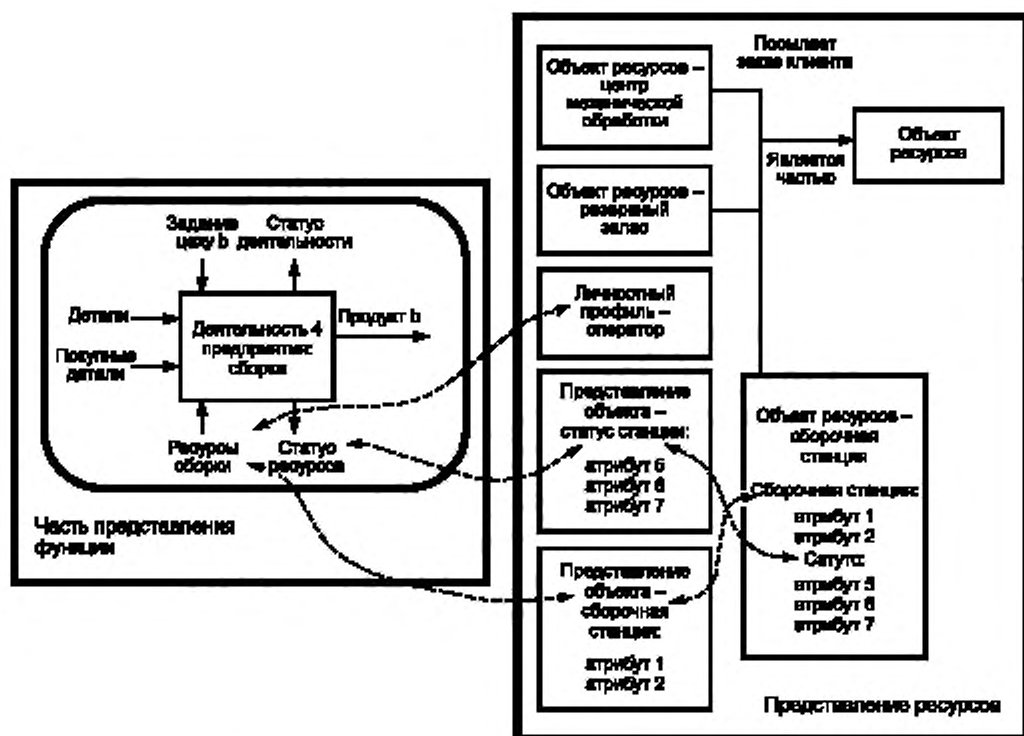 Посылает
заказ клиента
Объект ресурсов –
центр
механической
обработки
Объект
ресурсов
Является
частью
Объект ресурсов –
резервный
запас
Личностный
профиль –
оператор
Представление
объекта –
статус станции:
атрибут 5
атрибут 6
атрибут 7
Представление
объекта –
сборочная
станция:
атрибут 1
атрибут 2
Объект ресурсов –
сборочная
станция
Сборочная станция:
атрибут 1
атрибут 2
атрибут 5
атрибут 6
атрибут 7
Представление ресурсов
Задание
цеху b
Статус
деятельности
Детали
Покупные
детали
Деятельность 4
предприятия:
сборка
Продукт b
Ресурсы
сборки
Статус
ресурса
Часть представления
функции